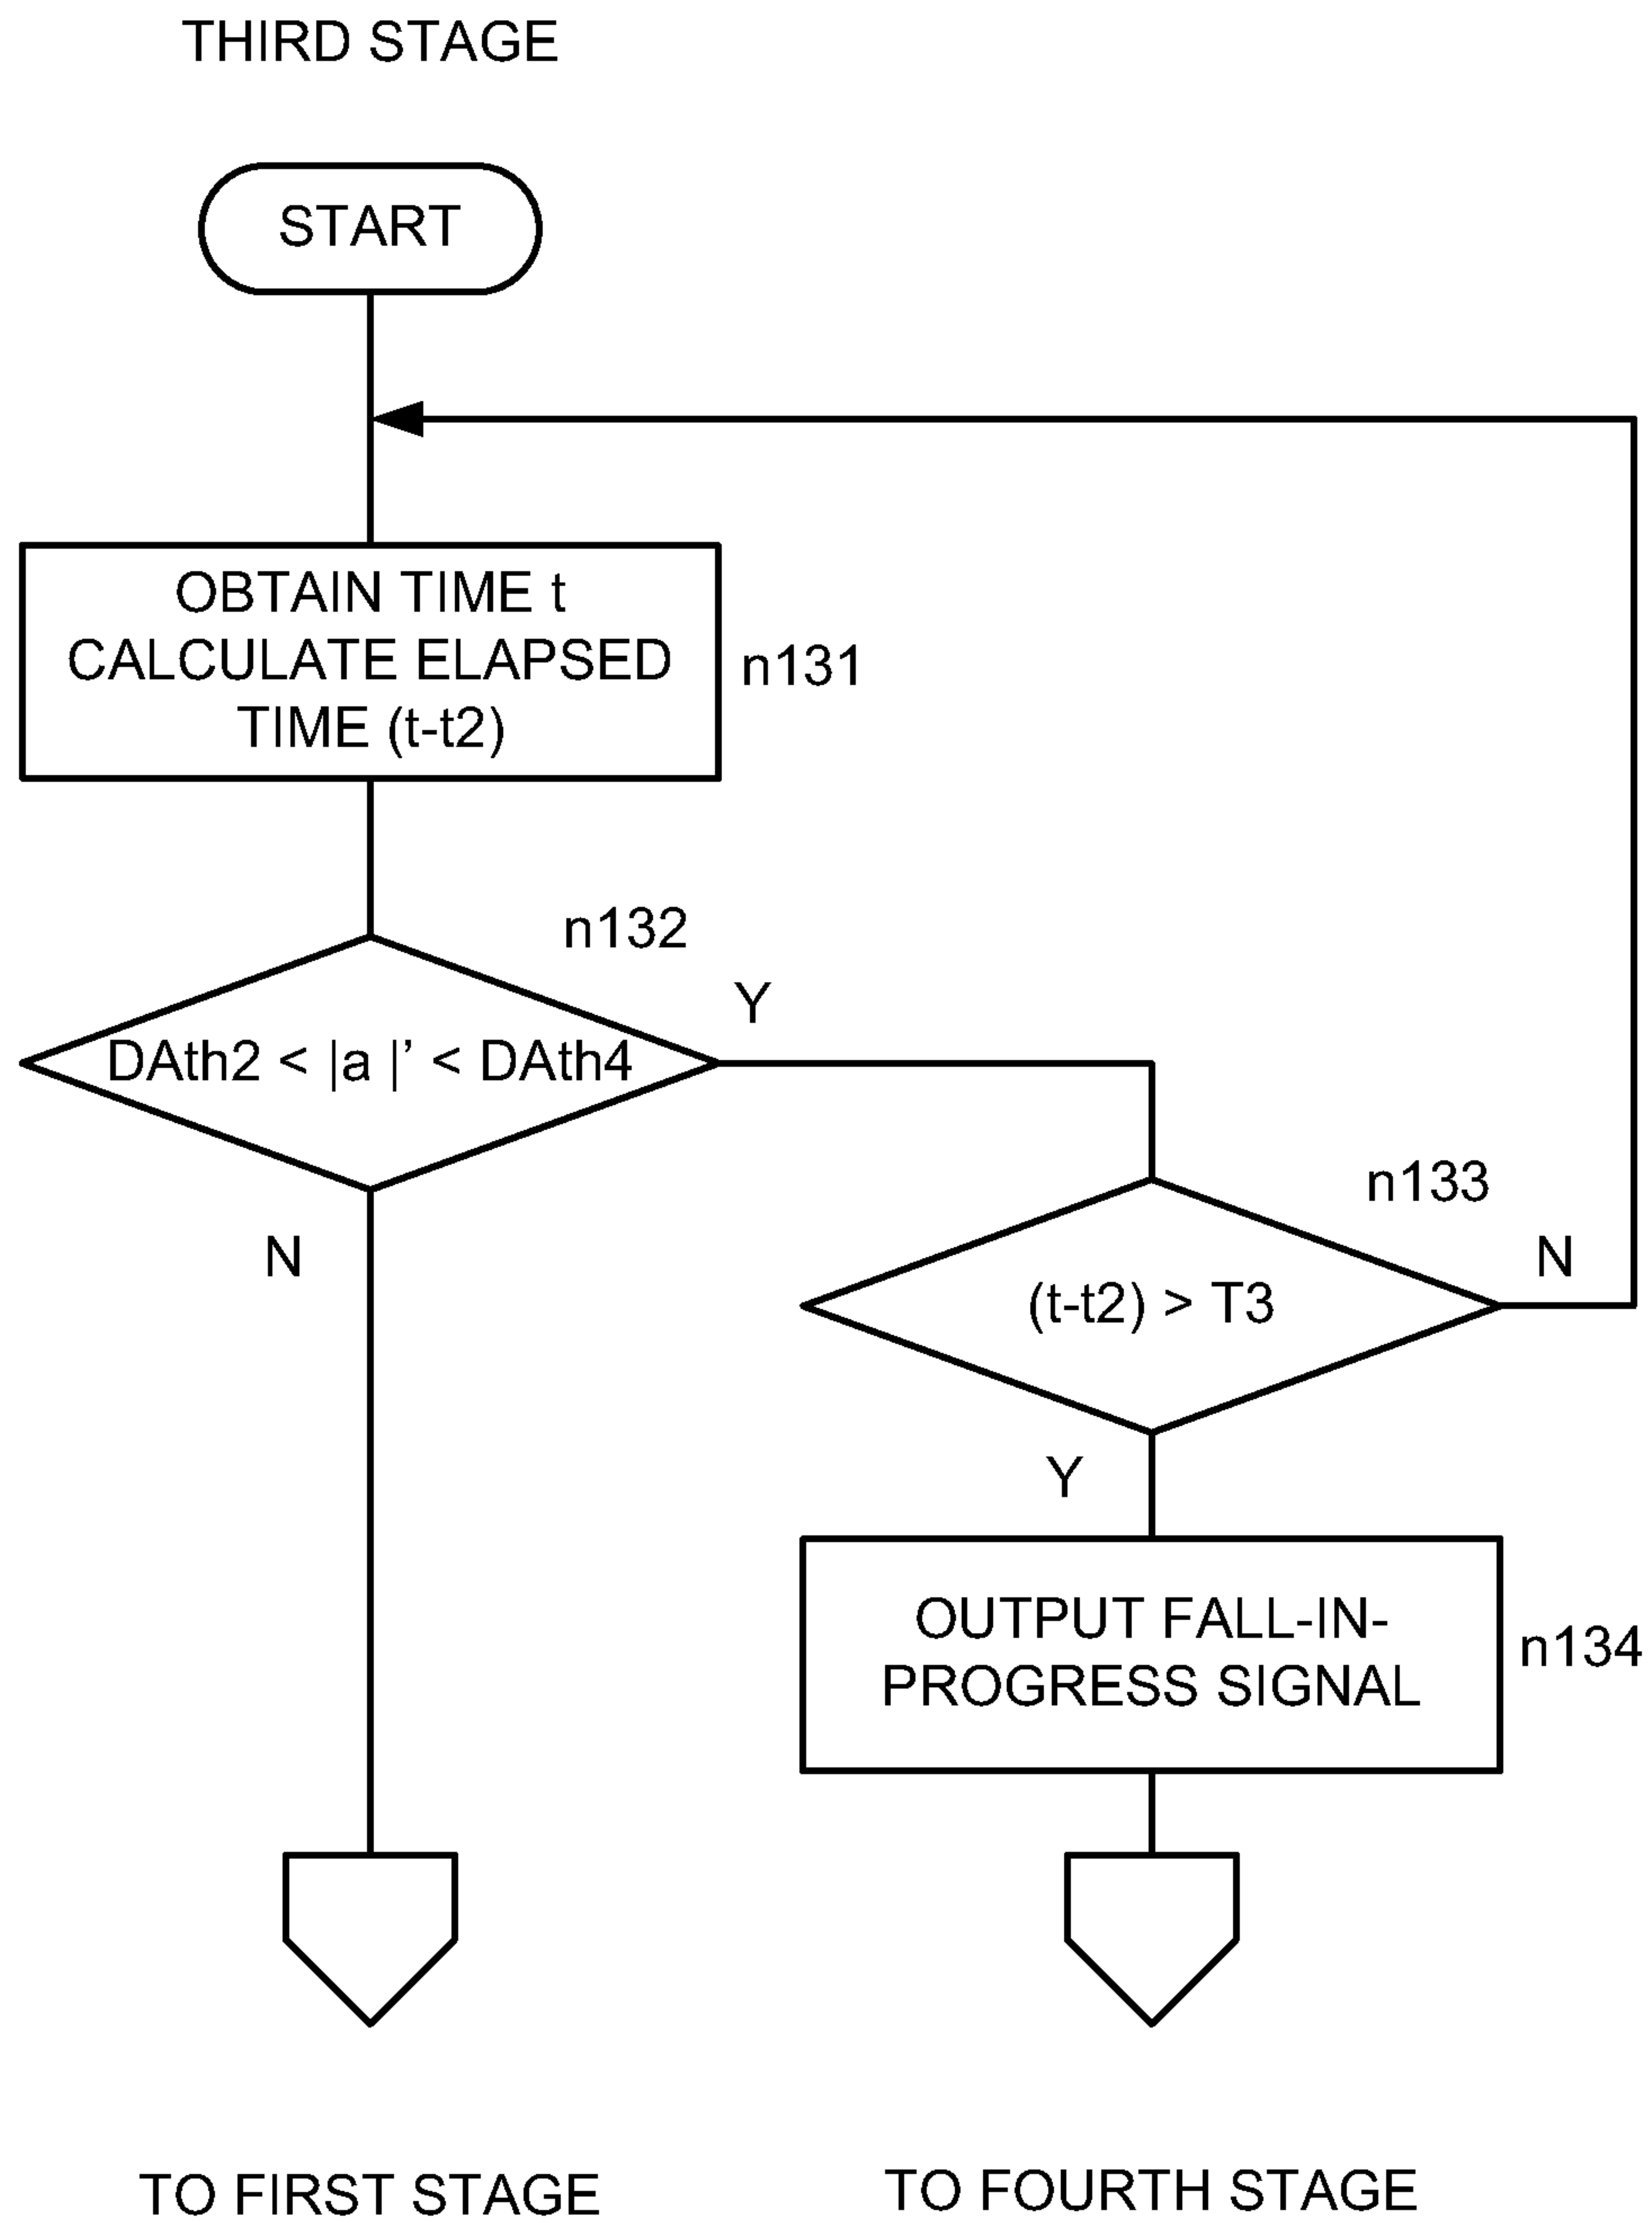 THIRD STAGE
START
OBTAIN TIME t
CALCULATE ELAPSED
TIME (t-t2)
n131
n132
DAth2 < |a |’ < DAth4
Y
N
n133
(t-t2) > T3
N
Y
OUTPUT FALL-IN-
PROGRESS SIGNAL
n134
TO FIRST STAGE
TO FOURTH STAGE